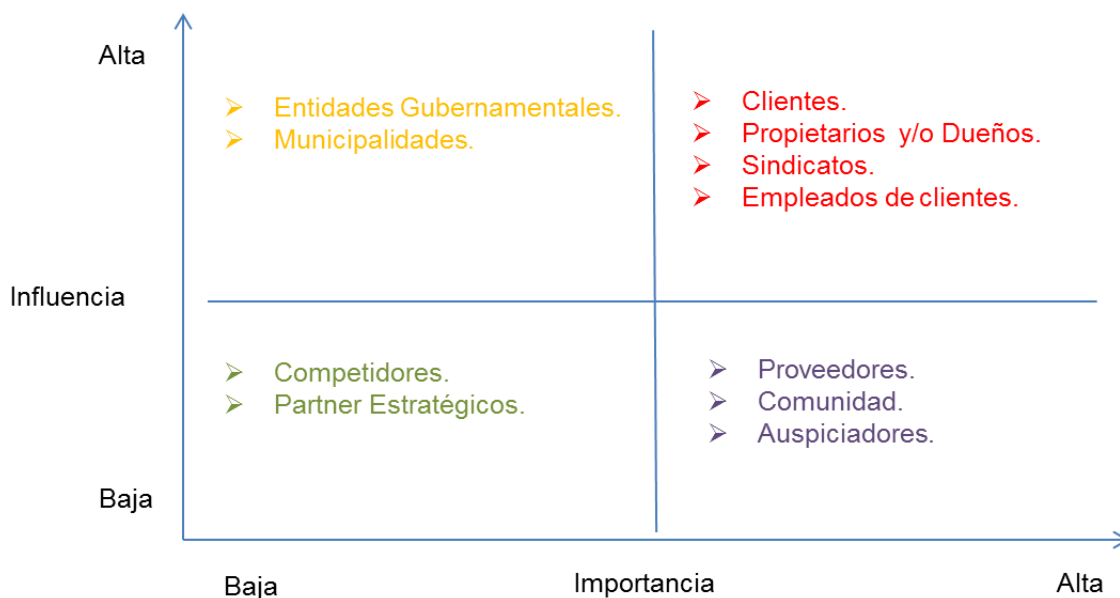 Alta
Entidades Gubernamentales.
Municipalidades.
Clientes.
Propietarios y/o Dueños.
Sindicatos.
Empleados de clientes.
Influencia
Competidores.
Partner Estratégicos.
Proveedores.
Comunidad.
Auspiciadores.
Baja
Baja
Importancia
Alta